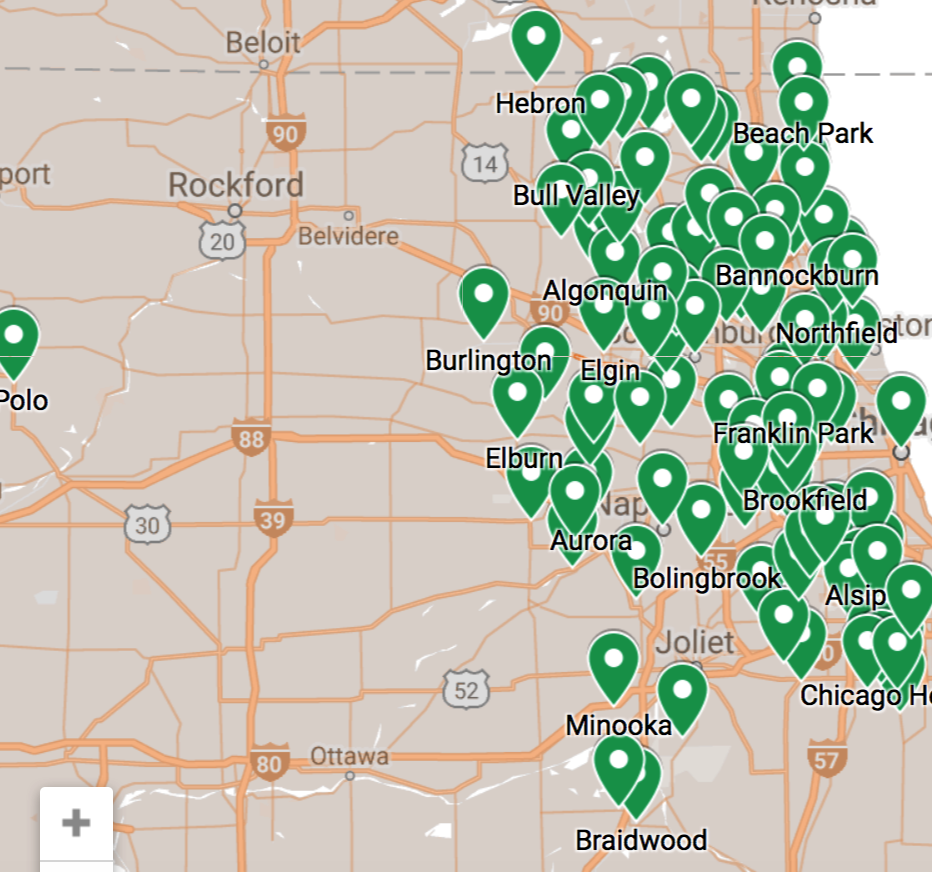 Beloit
Hebron
90
Beach Park
14
port
Rockford
Bull Valley
20
Belvidere
Bannockburn
Algonquin
90
Northfield
Burlington
Elgin
Polo
88
Franklin Park
Elburn
Brookfield
30
39
Nap
Aurora
55
Bolingbrook
Alsip
Joliet
52
Chicago He
Minooka
57
80
Ottawa
+
Braidwood